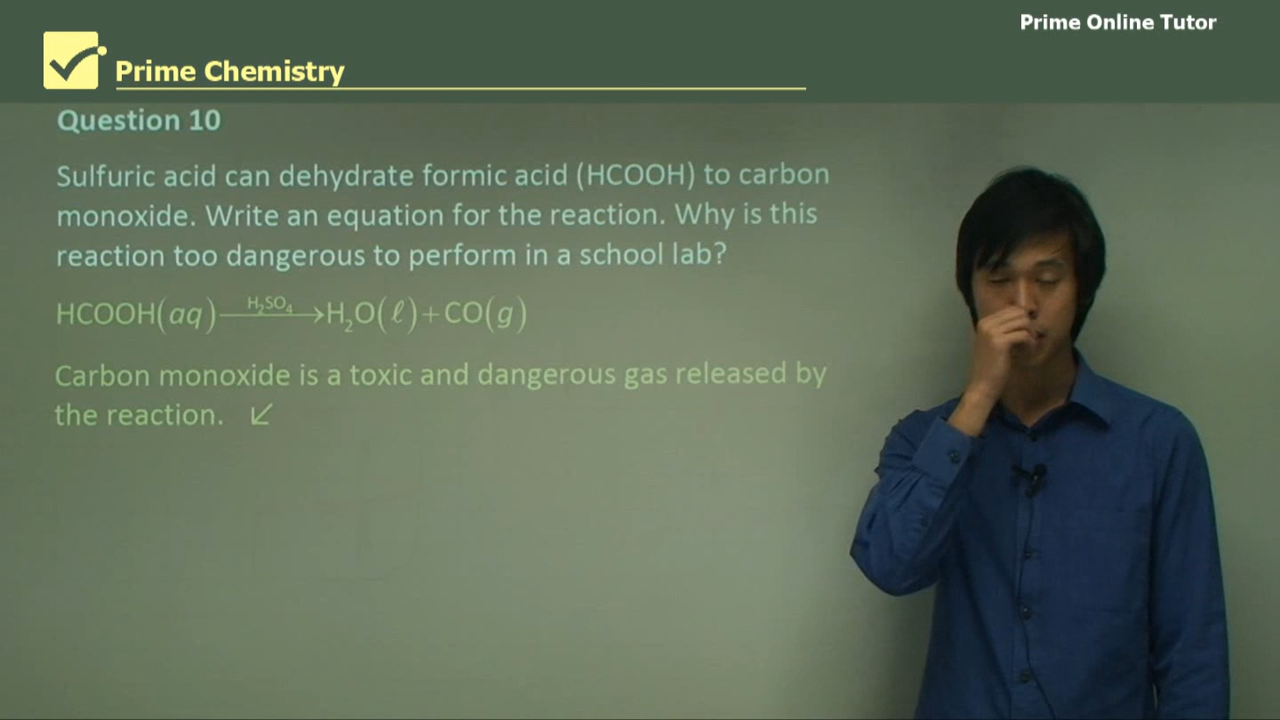 Prime Online Tutor
Prime Chemistry
Question 10
Sulfuric acid can dehydrate formic acid (HCOOH) to carbon
monoxide. Write an equation for the reaction. Why is this
reaction too dangerous to perform in a school lab?
HCOOH(aq) —H₂SO₄→ H₂O(ℓ)+CO(g)
Carbon monoxide is a toxic and dangerous gas released by
the reaction. ↙